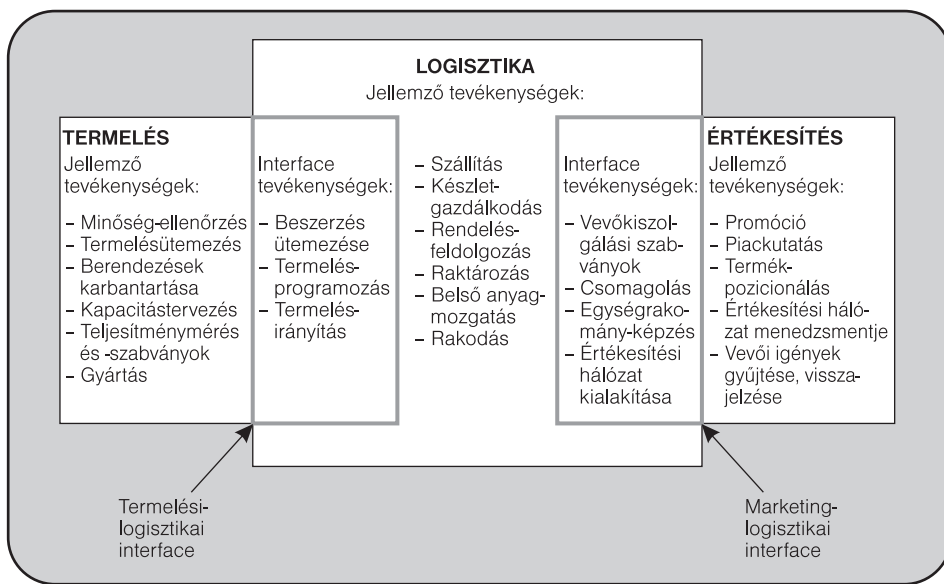 LOGISZTIKA
Jellemző tevékenységek:
TERMELÉS
Jellemző
tevékenységek:
– Minőség-ellenőrzés
– Termelésütemezés
– Berendezések
karbantartása
– Kapacitástervezés
– Teljesítménymérés
és -szabványok
– Gyártás
Interface
tevékenységek:
– Beszerzés
ütemezése
– Termelés-
programozás
– Termelés-
irányítás
– Szállítás
– Készlet-
gazdálkodás
– Rendelés-
feldolgozás
– Raktározás
– Belső anyag-
mozgatás
– Rakodás
Interface
tevékenységek:
– Vevőkiszol-
gálási szab-
ványok
– Csomagolás
– Egységrako-
mány-képzés
– Értékesítési
hálózat
kialakítása
ÉRTÉKESÍTÉS
Jellemző
tevékenységek:
– Promóció
– Piackutatás
– Termék-
pozicionálás
– Értékesítési háló-
zat menedzsmentje
– Vevői igények
gyűjtése, vissza-
jelzése
Termelési-
logisztikai
interface
Marketing-
logisztikai
interface